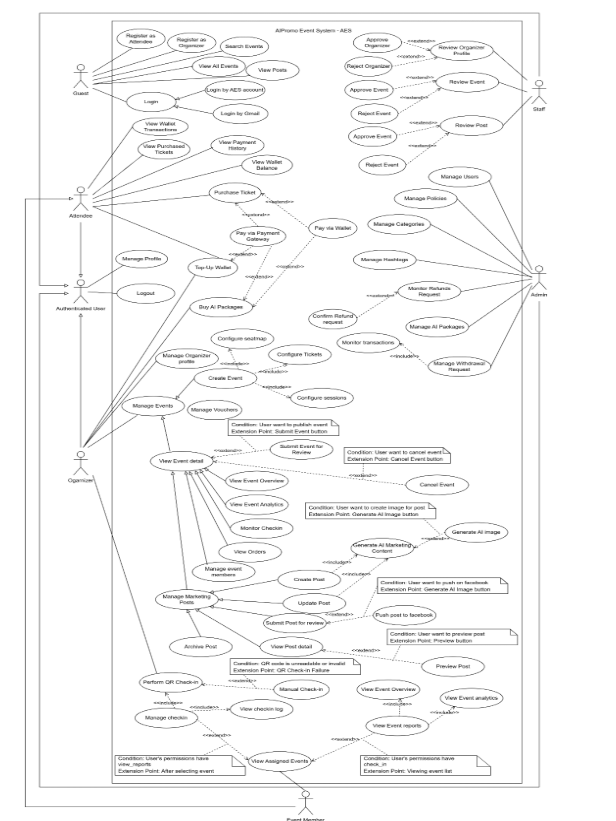 AIPromo Event System - AES
Register as
Attendee
Register as
Organizer
Search Events
View All Events
View Posts
Login by AES account
Login
Login by Gmail
Guest
Approve
Organizer
<<extend>>
Review Organizer
Profile
Reject Organizer
<<extend>>
Approve Event
<<extend>>
Review Event
Reject Event
<<extend>>
Approve Event
<<extend>>
Review Post
Reject Event
<<extend>>
Staff
View Wallet
Transactions
View Purchased
Tickets
View Payment
History
View Wallet
Balance
Purchase Ticket
<<extend>>
<<extend>>
Pay via Payment
Gateway
Pay via Wallet
<<extend>>
<<extend>>
<<extend>>
Top-Up Wallet
Buy AI Packages
Attendee
Manage Profile
Logout
Authenticated User
Manage Users
Manage Policies
Manage Categories
Manage Hashtags
Monitor Refunds
Request
<<extend>>
Confirm Refund
request
Manage AI Packages
Monitor transactions
<<include>>
Manage Withdrawal
Request
Admin
Configure seatmap
Manage Organizer
profile
<<include>>
Configure Tickets
<<include>>
Create Event
<<include>>
Configure sessions
Manage Events
Manage Vouchers
Condition: User want to publish event
Extension Point: Submit Event button
<<extend>>
Submit Event for
Review
Condition: User want to cancel event
Extension Point: Cancel Event button
<<extend>>
Cancel Event
View Event detail
View Event Overview
View Event Analytics
Monitor Checkin
View Orders
Manage event
members
Organizer
Condition: User want to create image for post
Extension Point: Generate AI Image button
<<extend>>
Generate AI image
Generate AI Marketing
Content
<<include>>
<<include>>
Create Post
Update Post
Condition: User want to push on facebook
Extension Point: Generate AI Image button
Manage Marketing
Posts
Submit Post for review
<<extend>>
Push post to facebook
Condition: User want to preview post
Extension Point: Preview button
Archive Post
View Post detail
<<extend>>
Preview Post
Condition: QR code is unreadable or invalid
Extension Point: QR Check-in Failure
Perform QR Check-in
<<extend>>
Manual Check-in
<<include>>
<<include>>
View checkin log
Manage checkin
<<extend>>
View Event Overview
View Event analytics
<<include>>
<<include>>
View Event reports
<<extend>>
Condition: User's permissions have
view_reports
Extension Point: After selecting event
View Assigned Events
Condition: User's permissions have
check_in
Extension Point: Viewing event list
Event Member